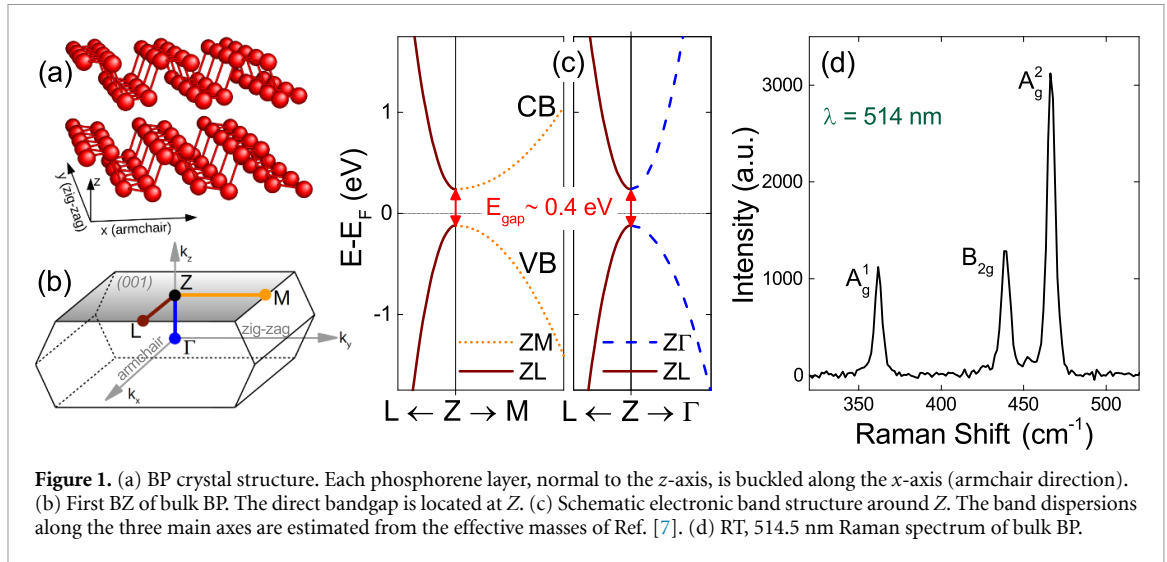 (a)
z
y (zig-zag)
x (armchair)
(b)
k_z
(001)
Z
M
L
Γ
zig-zag
k_y
armchair
k_x
(c)
E-E_F (eV)
1
0
-1
CB
E_gap ~ 0.4 eV
VB
ZM
ZL
ZΓ
ZL
L ← Z → M
L ← Z → Γ
(d)
λ = 514 nm
A_g^1
B_2g
A_g^2
Intensity (a.u.)
3000
2000
1000
0
350 400 450 500
Raman Shift (cm⁻¹)
Figure 1. (a) BP crystal structure. Each phosphorene layer, normal to the z-axis, is buckled along the x-axis (armchair direction).
(b) First BZ of bulk BP. The direct bandgap is located at Z. (c) Schematic electronic band structure around Z. The band dispersions
along the three main axes are estimated from the effective masses of Ref. [7]. (d) RT, 514.5 nm Raman spectrum of bulk BP.